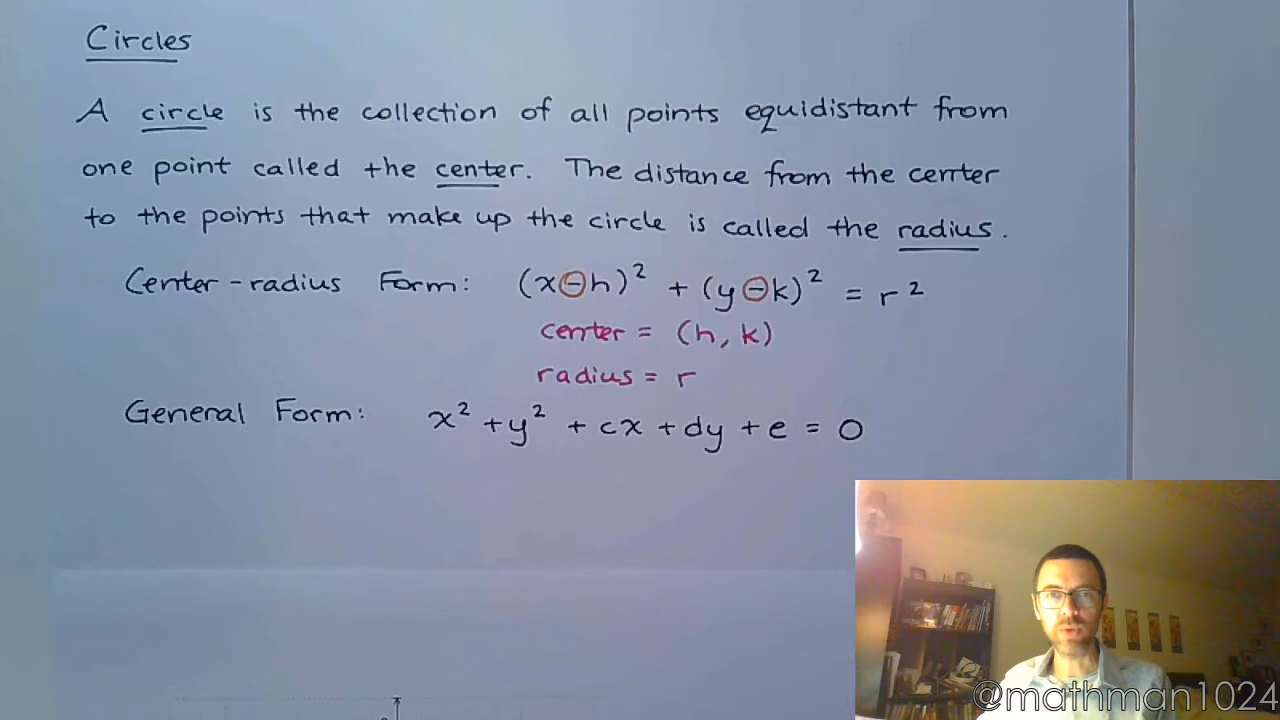 Circles
A circle is the collection of all points equidistant from
one point called the center. The distance from the center
to the points that make up the circle is called the radius.
Center-radius Form: (x-h)² + (y-k)² = r²
center = (h, k)
radius = r
General Form: x² + y² + cx + dy + e = 0
@mathman1024